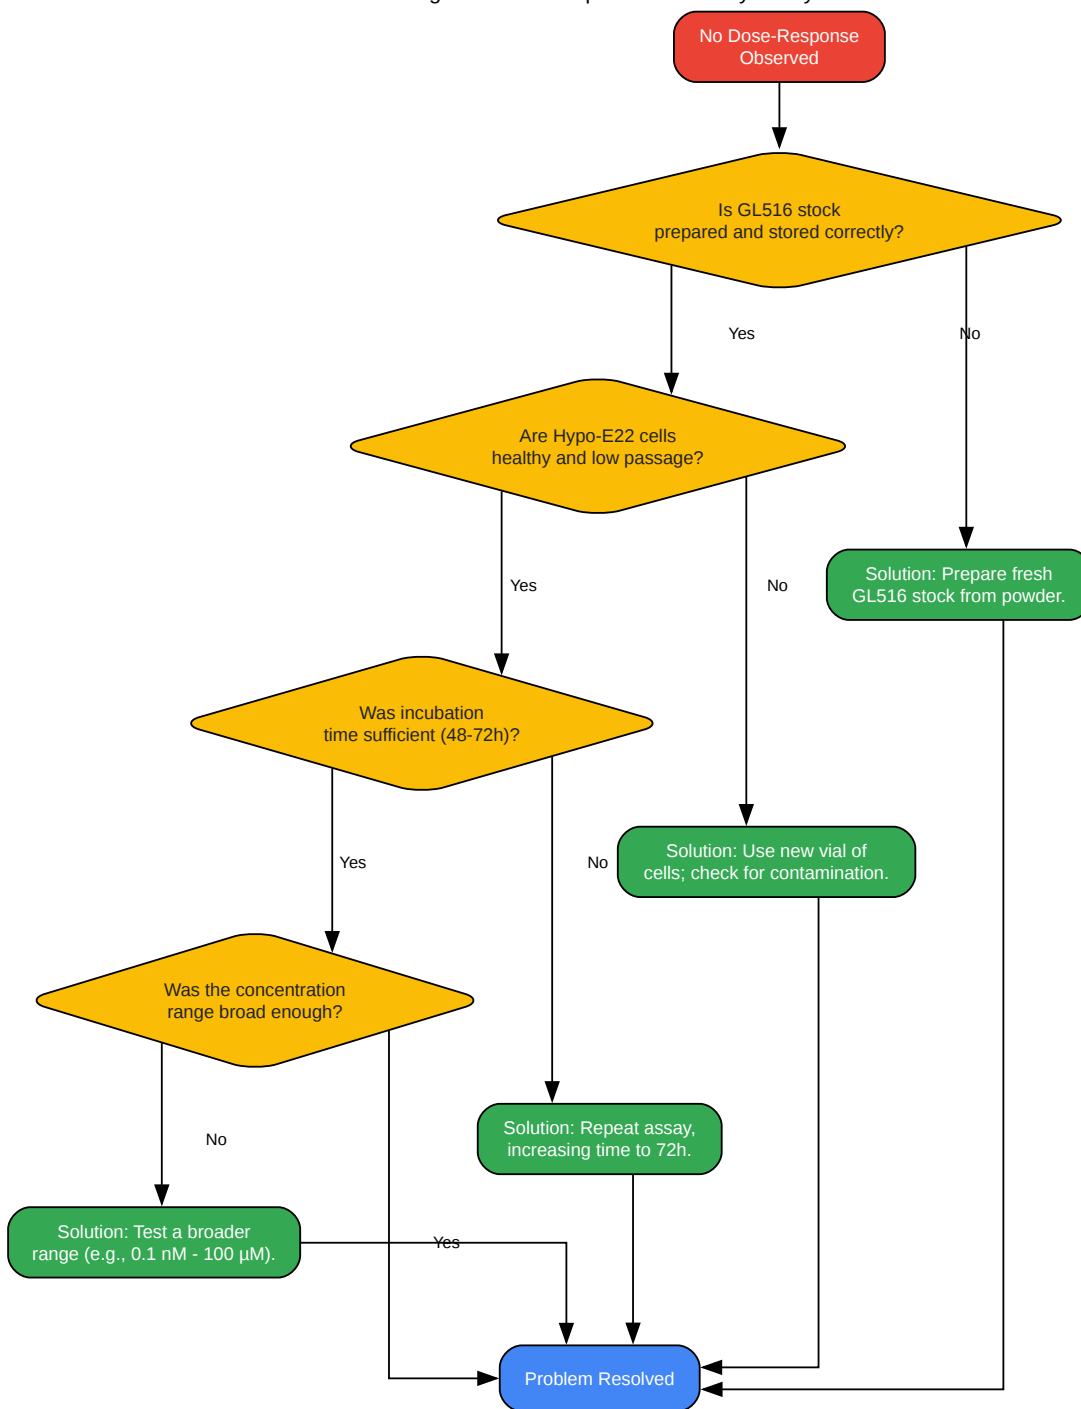 No Dose-Response
Observed
Is GL516 stock
prepared and stored correctly?
Yes
No
Are Hypo-E22 cells
healthy and low passage?
Yes
No
Solution: Prepare fresh
GL516 stock from powder.
Was incubation
time sufficient (48-72h)?
Yes
No
Solution: Use new vial of
cells; check for contamination.
Was the concentration
range broad enough?
No
Solution: Repeat assay,
increasing time to 72h.
Solution: Test a broader
range (e.g., 0.1 nM - 100 µM).
Yes
Problem Resolved